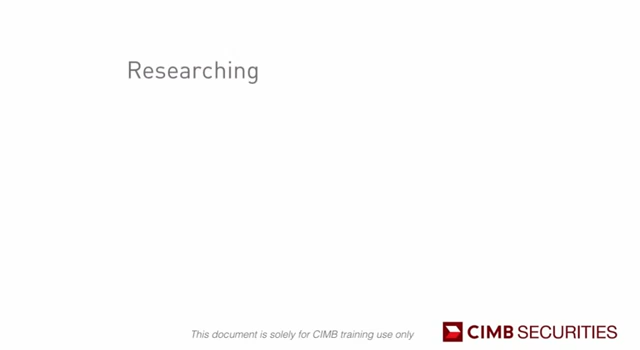 Researching
This document is solely for CIMB training use only
CIMB SECURITIES